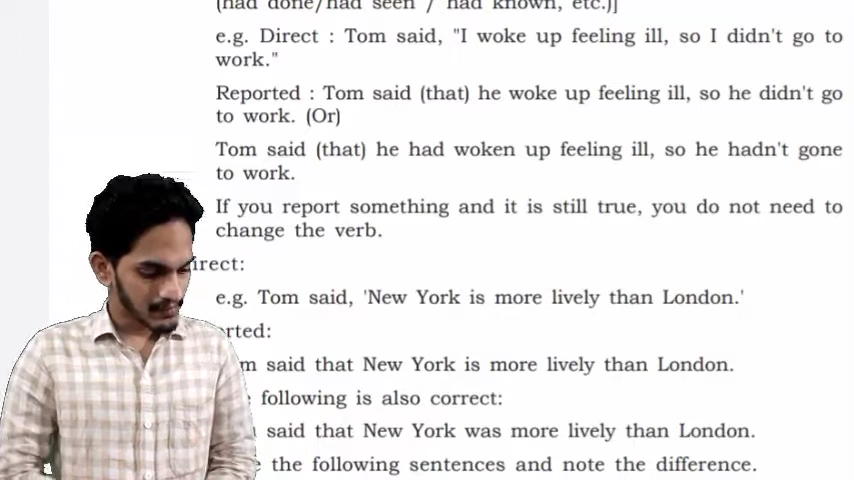 (had done/had seen / had known, etc.)]
e.g. Direct : Tom said, "I woke up feeling ill, so I didn't go to
work."
Reported : Tom said (that) he woke up feeling ill, so he didn't go
to work. (Or)
Tom said (that) he had woken up feeling ill, so he hadn't gone
to work.
If you report something and it is still true, you do not need to
change the verb.
irect:
e.g. Tom said, 'New York is more lively than London.'
rted:
m said that New York is more lively than London.
following is also correct:
said that New York was more lively than London.
the following sentences and note the difference.